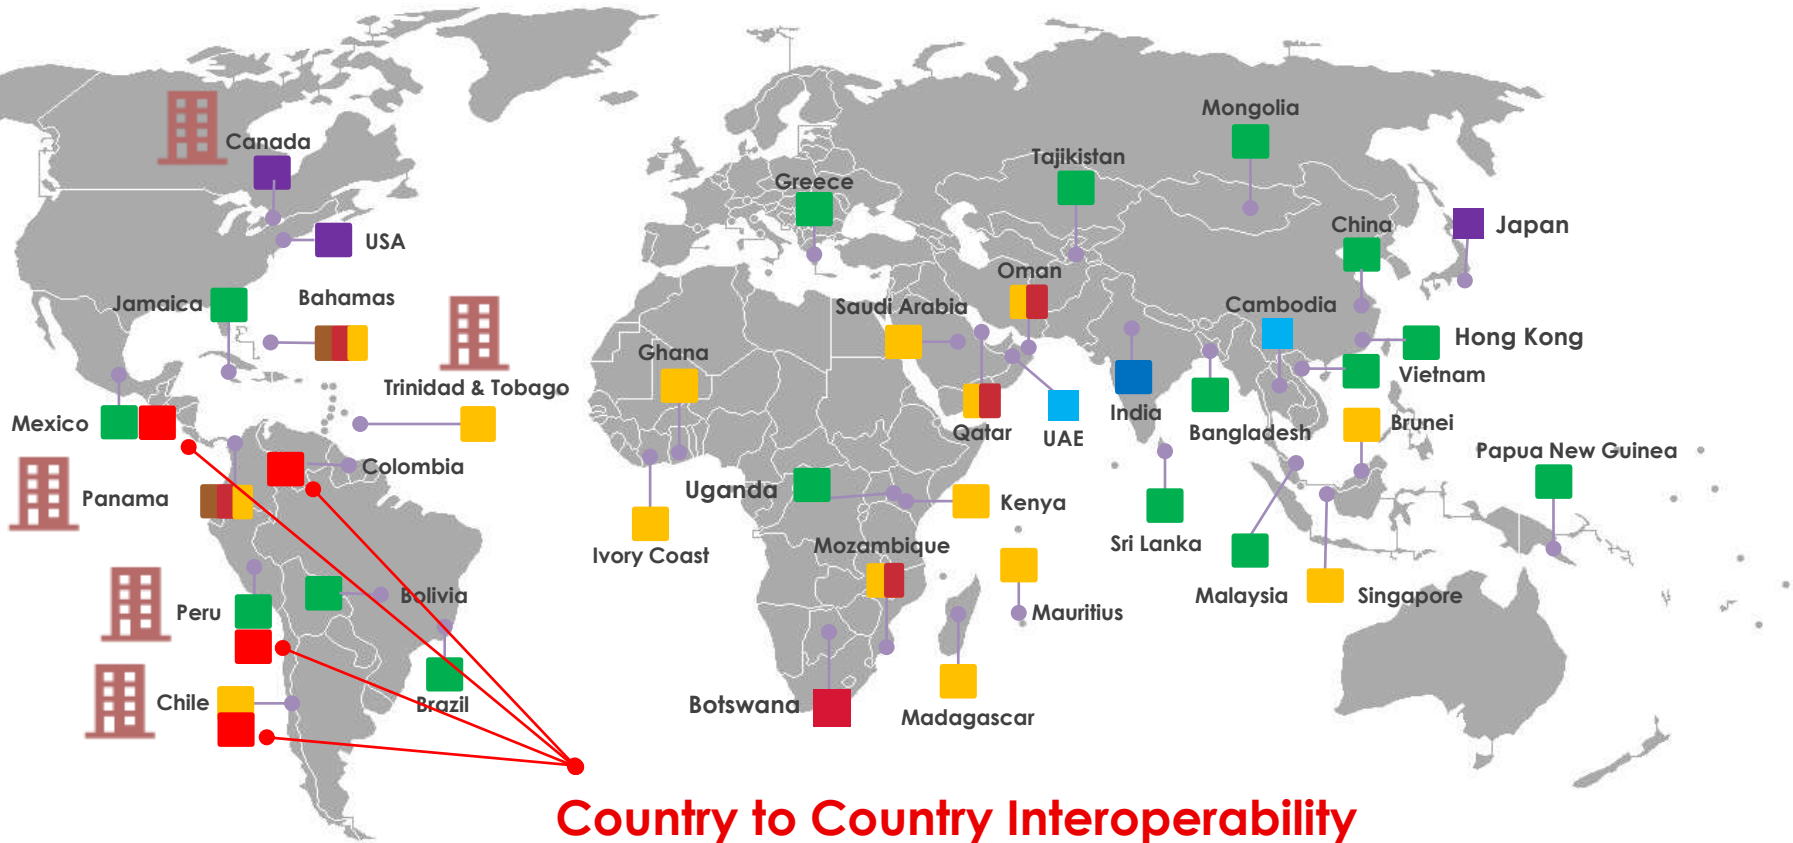 Mongolia
Canada
Tajikistan
Greece
Japan
China
USA
Oman
Jamaica
Bahamas
Saudi Arabia
Cambodia
Hong Kong
Ghana
Vietnam
Trinidad & Tobago
India
Mexico
Qatar
UAE
Bangladesh
Brunei
Papua New Guinea
Colombia
Panama
Uganda
Kenya
Ivory Coast
Mozambique
Sri Lanka
Bolivia
Malaysia
Singapore
Peru
Mauritius
Chile
Brazil
Botswana
Madagascar
Country to Country Interoperability